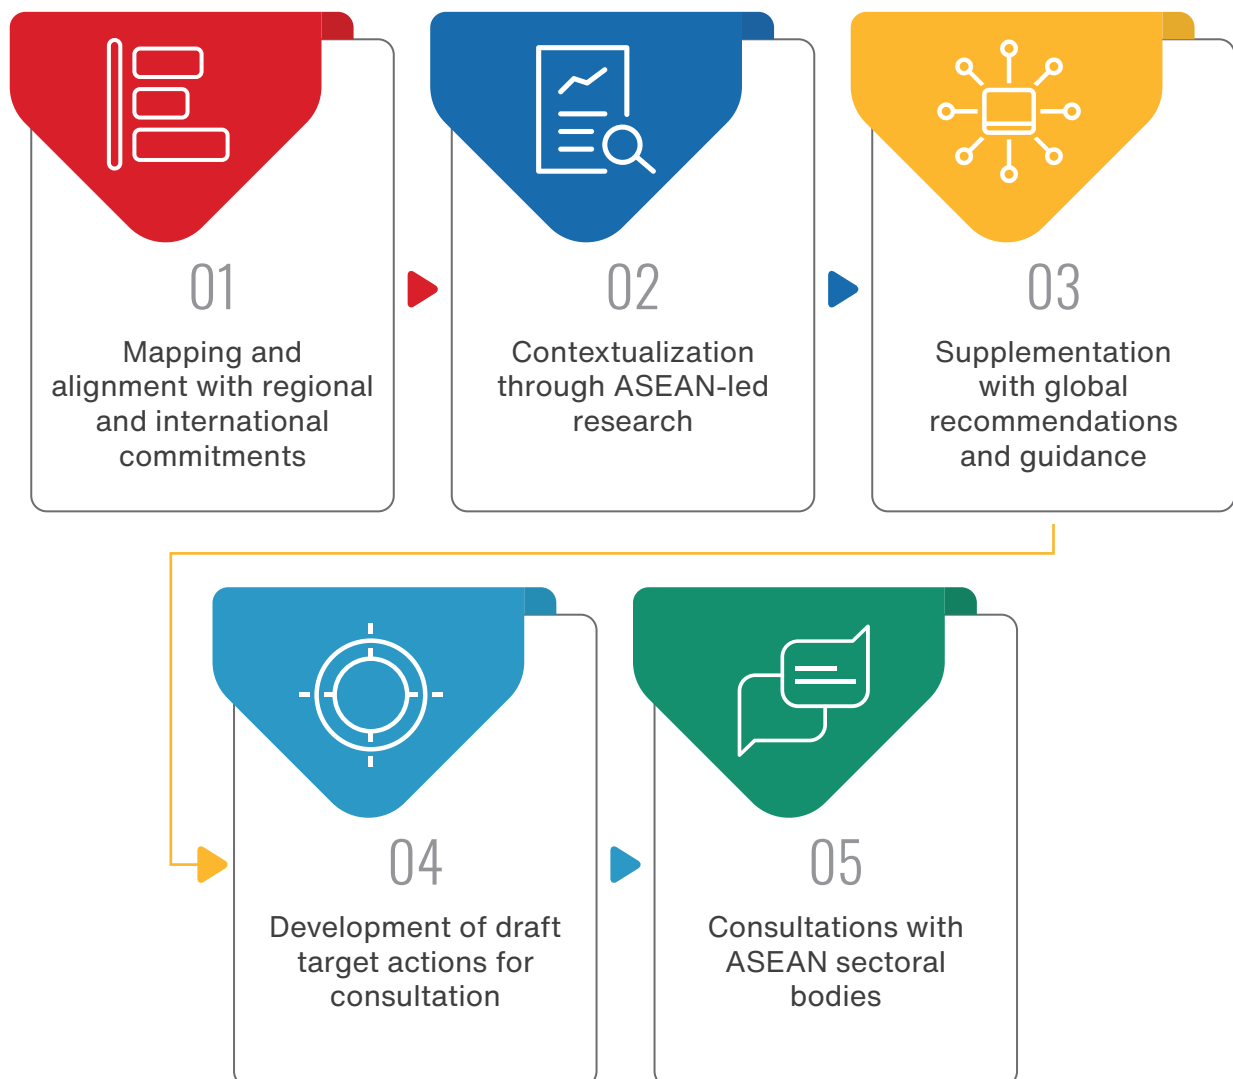 01
Mapping and
alignment with regional
and international
commitments
02
Contextualization
through ASEAN-led
research
03
Supplementation
with global
recommendations
and guidance
04
Development of draft
target actions for
consultation
05
Consultations with
ASEAN sectoral
bodies